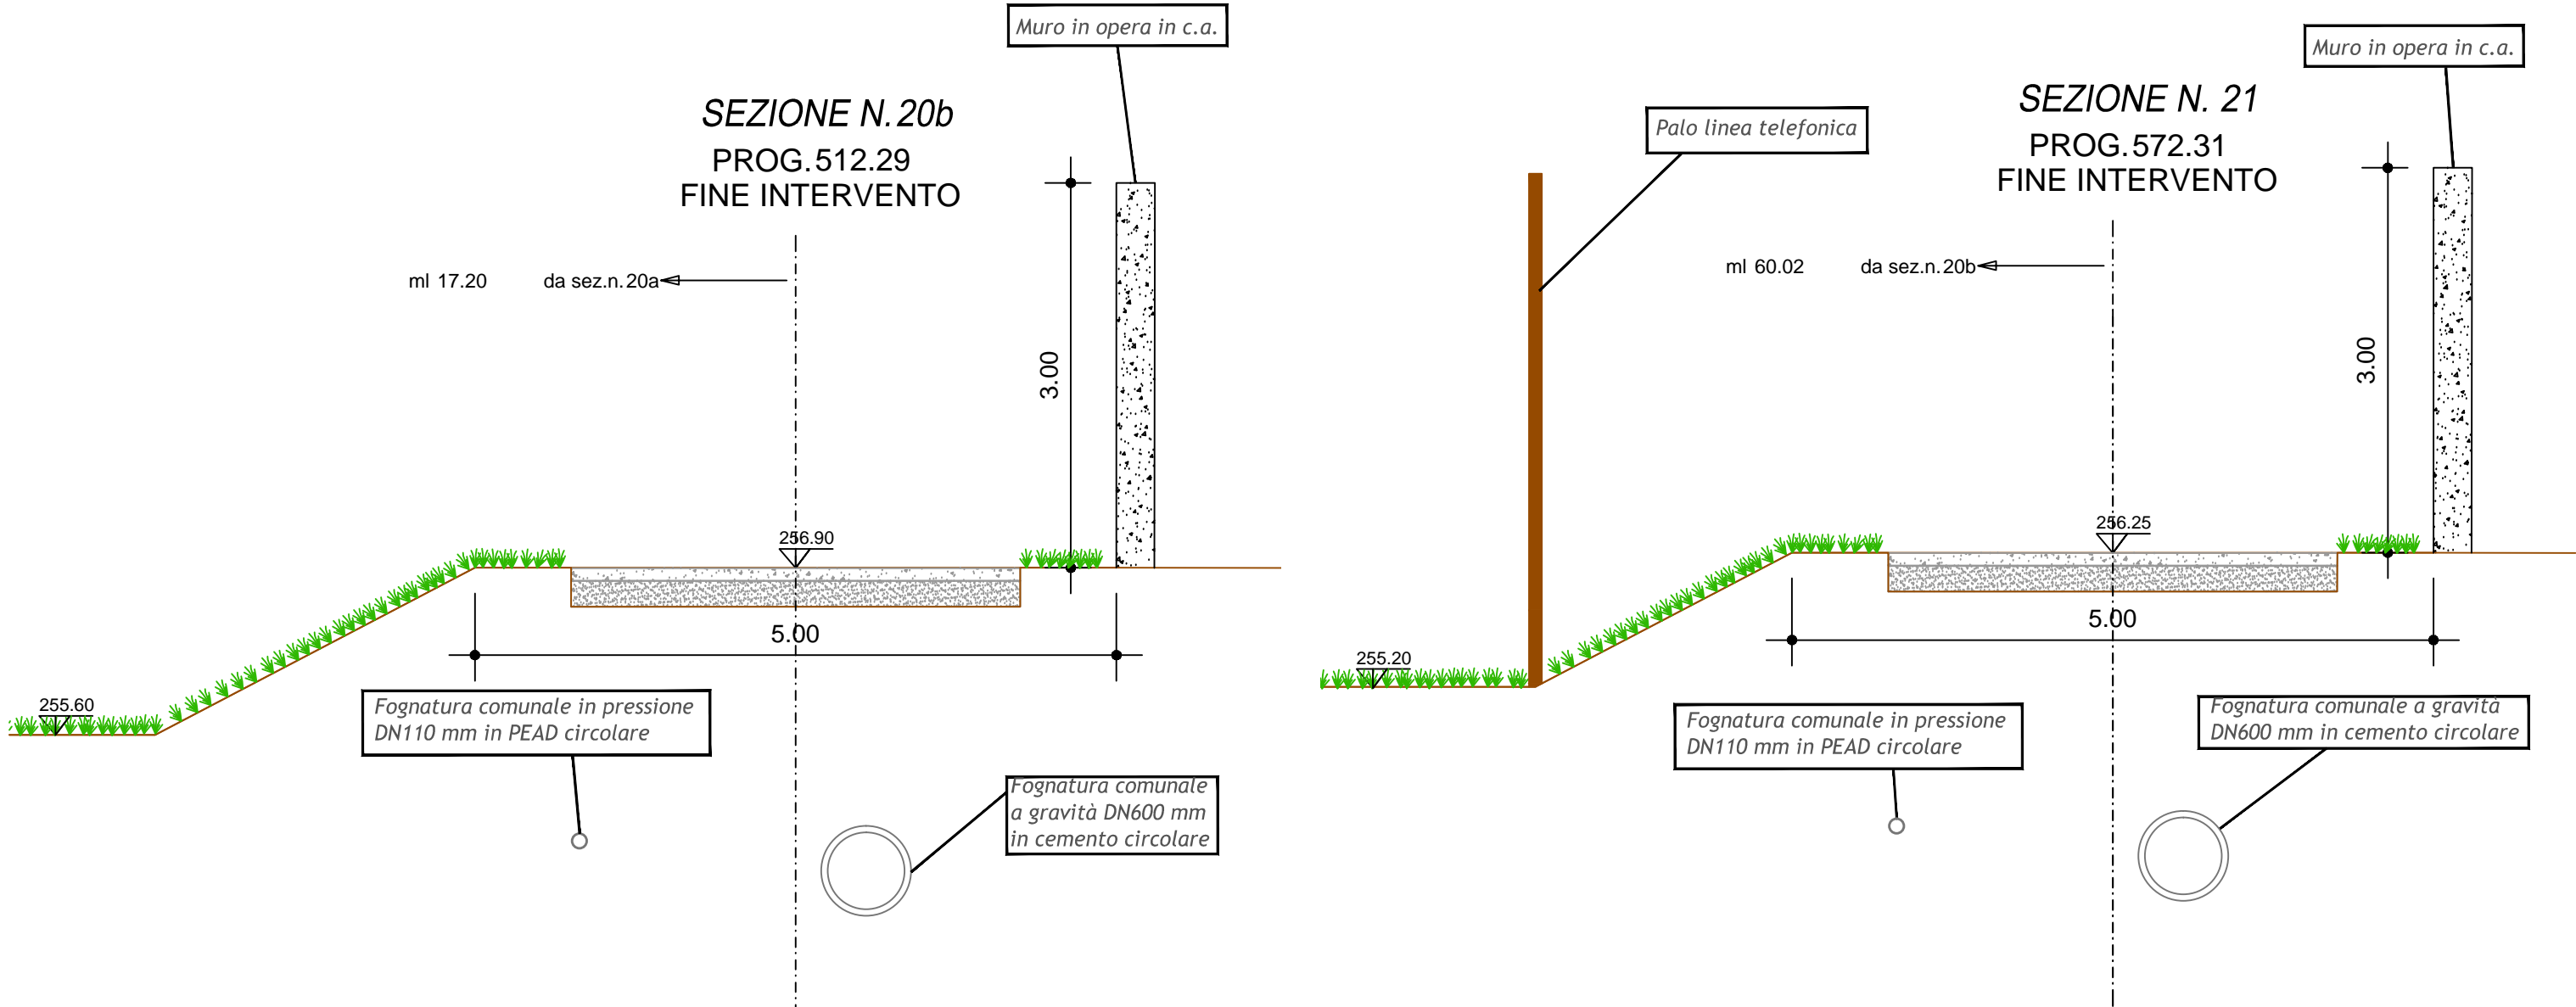 Muro in opera in c.a.
SEZIONE N. 20b
PROG. 512.29
FINE INTERVENTO
ml 17.20 da sez.n. 20a
3.00
256.90
5.00
255.60
Fognatura comunale in pressione
DN110 mm in PEAD circolare
Fognatura comunale
a gravità DN600 mm
in cemento circolare
Muro in opera in c.a.
SEZIONE N. 21
PROG. 572.31
FINE INTERVENTO
Palo linea telefonica
ml 60.02 da sez.n. 20b
3.00
256.25
5.00
255.20
Fognatura comunale in pressione
DN110 mm in PEAD circolare
Fognatura comunale a gravità
DN600 mm in cemento circolare